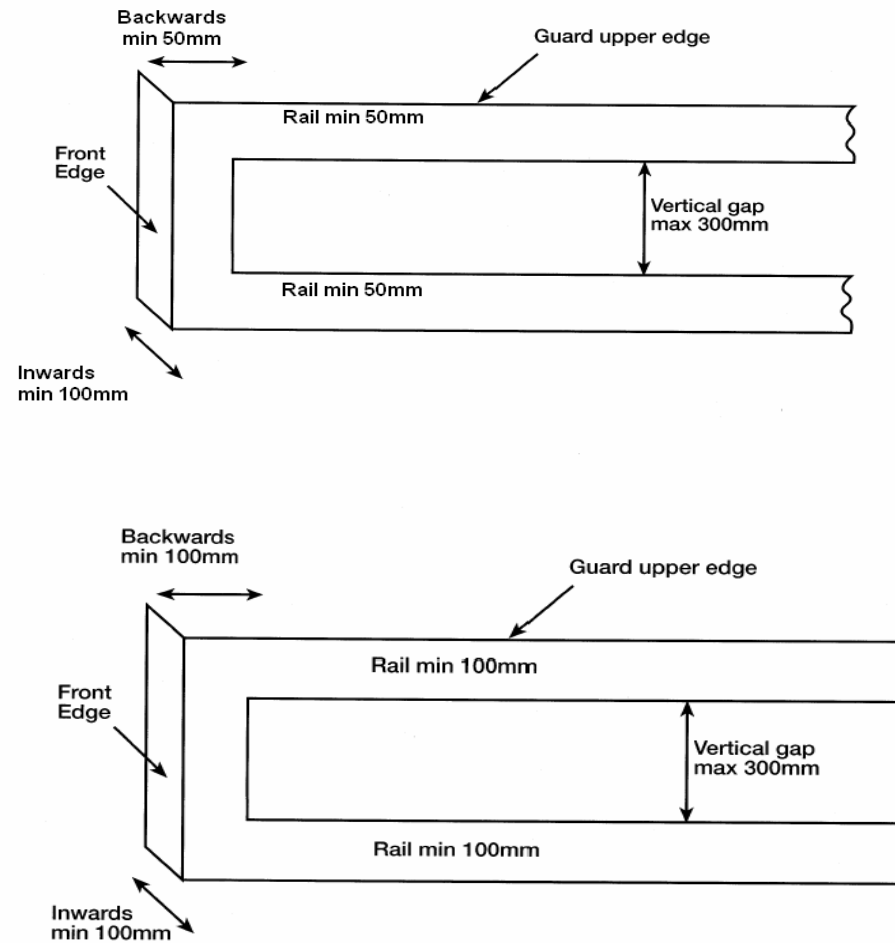 Backwards
min 50mm
Guard upper edge
Rail min 50mm
Front
Edge
Vertical gap
max 300mm
Rail min 50mm
Inwards
min 100mm
Backwards
min 100mm
Guard upper edge
Rail min 100mm
Front
Edge
Vertical gap
max 300mm
Rail min 100mm
Inwards
min 100mm